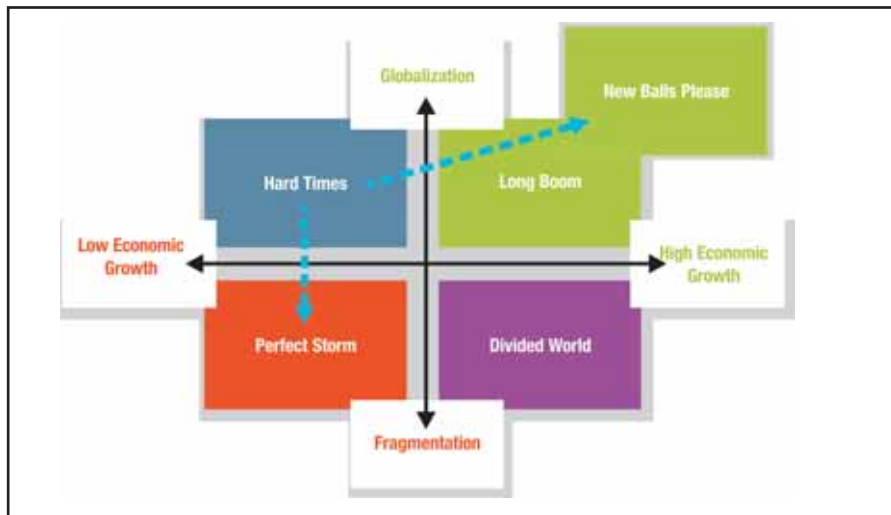 Globalization
New Balls Please
Hard Times
Long Boom
Low Economic
Growth
High Economic
Growth
Perfect Storm
Divided World
Fragmentation